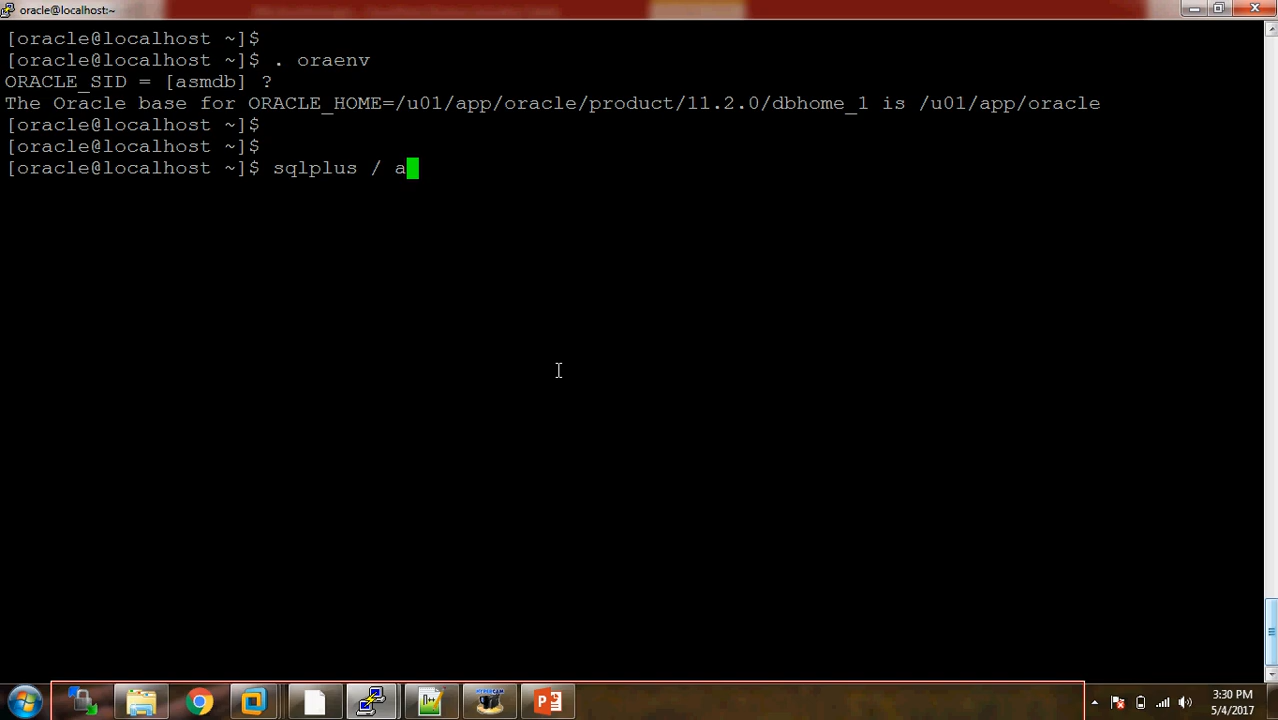 oracle@localhost:~
[oracle@localhost ~]$
[oracle@localhost ~]$ . oraenv
ORACLE_SID = [asmdb] ?
The Oracle base for ORACLE_HOME=/u01/app/oracle/product/11.2.0/dbhome_1 is /u01/app/oracle
[oracle@localhost ~]$
[oracle@localhost ~]$
[oracle@localhost ~]$ sqlplus / a
3:30 PM
5/4/2017